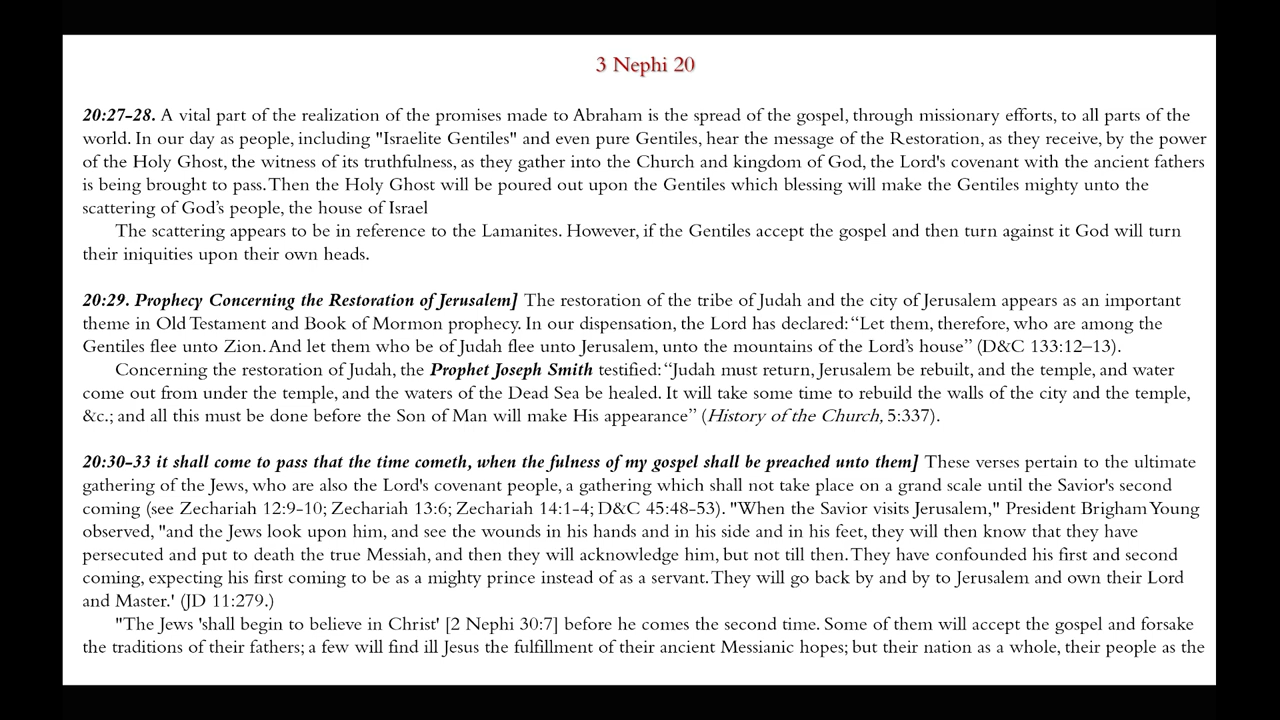 3 Nephi 20
20:27-28. A vital part of the realization of the promises made to Abraham is the spread of the gospel, through missionary efforts, to all parts of the
world. In our day as people, including "Israelite Gentiles" and even pure Gentiles, hear the message of the Restoration, as they receive, by the power
of the Holy Ghost, the witness of its truthfulness, as they gather into the Church and kingdom of God, the Lord's covenant with the ancient fathers
is being brought to pass. Then the Holy Ghost will be poured out upon the Gentiles which blessing will make the Gentiles mighty unto the
scattering of God’s people, the house of Israel
The scattering appears to be in reference to the Lamanites. However, if the Gentiles accept the gospel and then turn against it God will turn
their iniquities upon their own heads.
20:29. Prophecy Concerning the Restoration of Jerusalem] The restoration of the tribe of Judah and the city of Jerusalem appears as an important
theme in Old Testament and Book of Mormon prophecy. In our dispensation, the Lord has declared: “Let them, therefore, who are among the
Gentiles flee unto Zion. And let them who be of Judah flee unto Jerusalem, unto the mountains of the Lord’s house” (D&C 133:12–13).
Concerning the restoration of Judah, the Prophet Joseph Smith testified: “Judah must return, Jerusalem be rebuilt, and the temple, and water
come out from under the temple, and the waters of the Dead Sea be healed. It will take some time to rebuild the walls of the city and the temple,
&c.; and all this must be done before the Son of Man will make His appearance” (History of the Church, 5:337).
20:30-33 it shall come to pass that the time cometh, when the fulness of my gospel shall be preached unto them] These verses pertain to the ultimate
gathering of the Jews, who are also the Lord's covenant people, a gathering which shall not take place on a grand scale until the Savior's second
coming (see Zechariah 12:9-10; Zechariah 13:6; Zechariah 14:1-4; D&C 45:48-53). "When the Savior visits Jerusalem," President Brigham Young
observed, "and the Jews look upon him, and see the wounds in his hands and in his side and in his feet, they will then know that they have
persecuted and put to death the true Messiah, and then they will acknowledge him, but not till then. They have confounded his first and second
coming, expecting his first coming to be as a mighty prince instead of as a servant. They will go back by and by to Jerusalem and own their Lord
and Master.' (JD 11:279.)
"The Jews 'shall begin to believe in Christ' [2 Nephi 30:7] before he comes the second time. Some of them will accept the gospel and forsake
the traditions of their fathers; a few will find ill Jesus the fulfillment of their ancient Messianic hopes; but their nation as a whole, their people as the